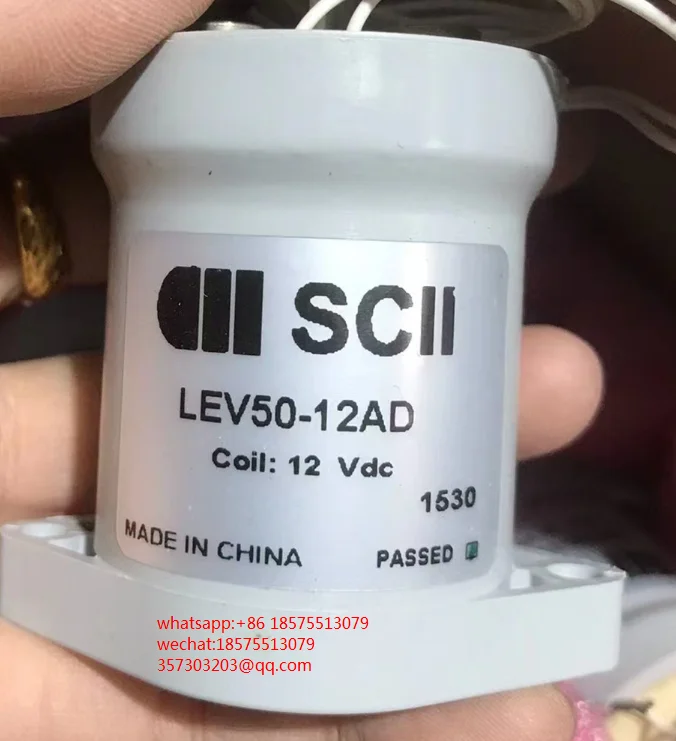 SCII
LEV50-12AD
Coil: 12 Vdc
1530
MADE IN CHINA
PASSED
whatsapp:+86 18575513079
wechat:18575513079
357303203@qq.com